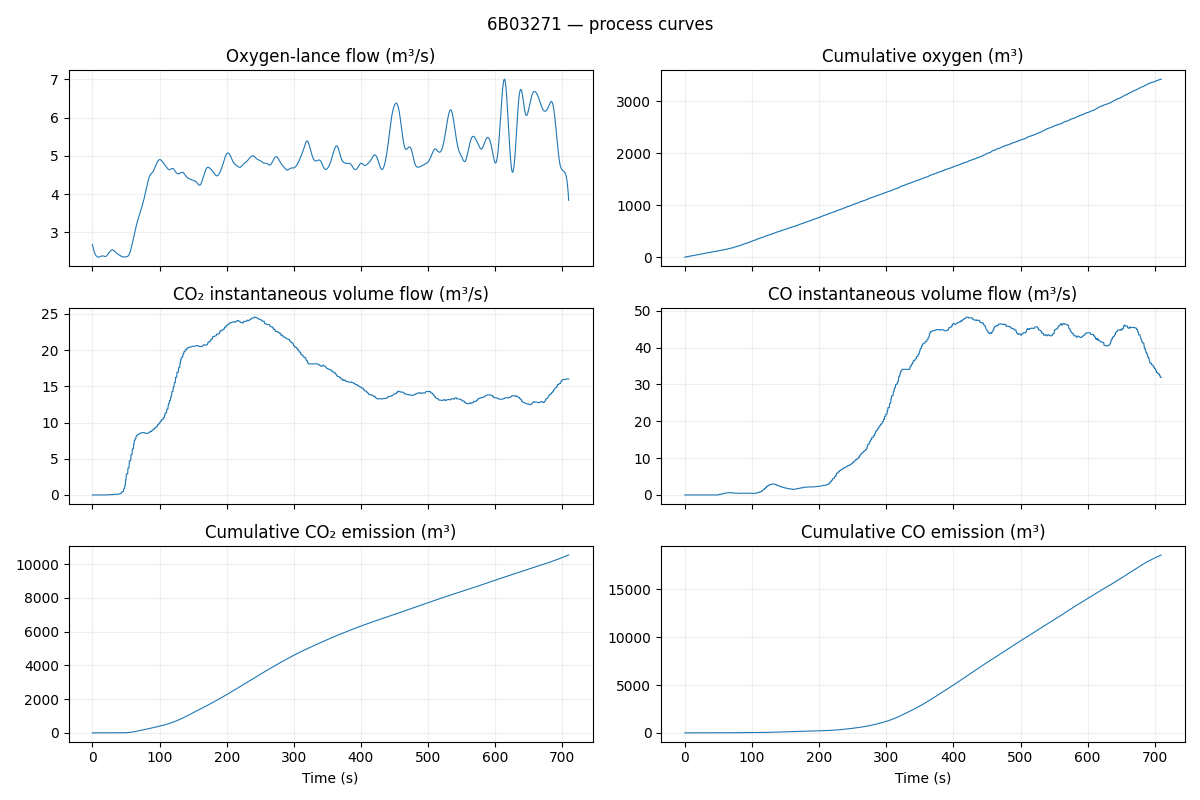 6B03271 — process curves
Oxygen-lance flow (m³/s)
7
6
5
4
3
Cumulative oxygen (m³)
3000
2000
1000
0
CO₂ instantaneous volume flow (m³/s)
25
20
15
10
5
0
CO instantaneous volume flow (m³/s)
50
40
30
20
10
0
Cumulative CO₂ emission (m³)
10000
8000
6000
4000
2000
0
0 100 200 300 400 500 600 700
Time (s)
Cumulative CO emission (m³)
15000
10000
5000
0
0 100 200 300 400 500 600 700
Time (s)